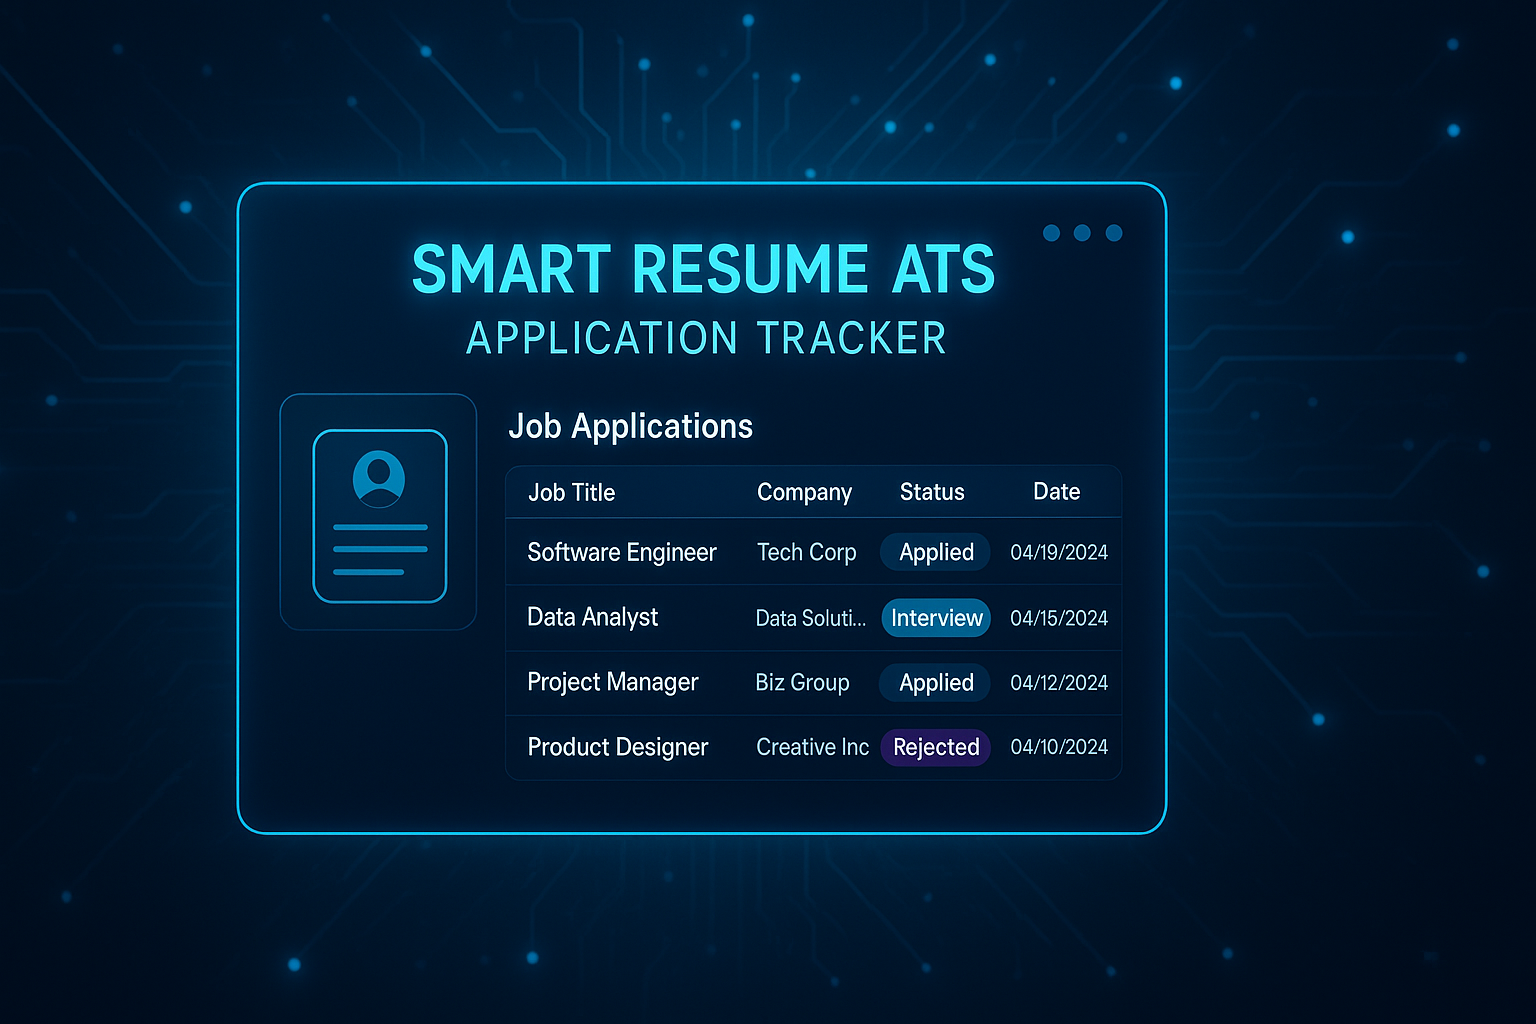 SMART RESUME ATS
APPLICATION TRACKER
Job Applications
Job Title Company Status Date
Software Engineer Tech Corp Applied 04/19/2024
Data Analyst Data Soluti... Interview 04/15/2024
Project Manager Biz Group Applied 04/12/2024
Product Designer Creative Inc Rejected 04/10/2024